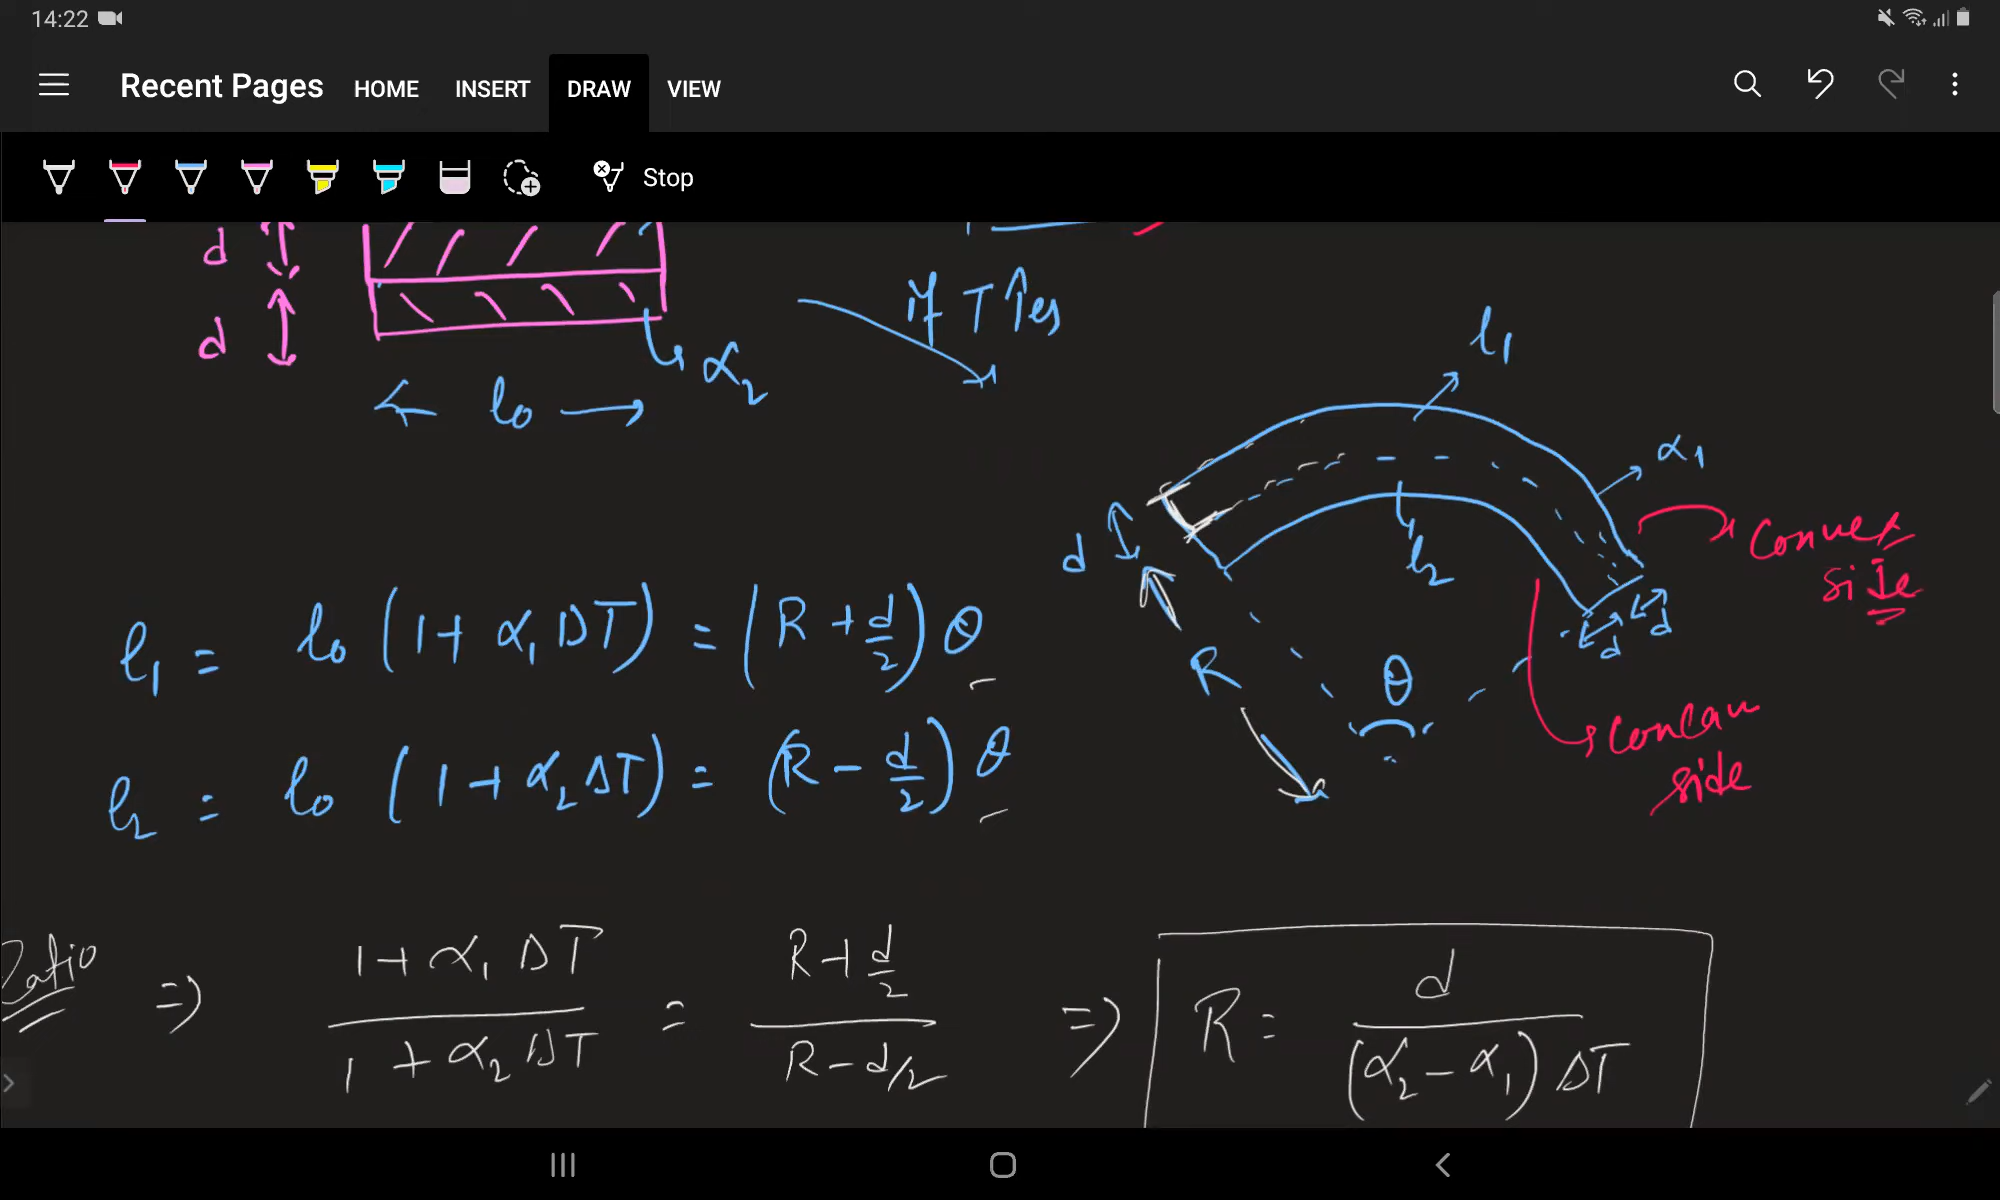 14:22
Recent Pages HOME INSERT DRAW VIEW
Stop
d
d
α₂
← l₀ →
if T ↑es
l₁
α₁
Convex
side
d
l₂
d
d
R
θ
Concave
side
l₁ = l₀ (1 + α₁ ΔT) = (R + d/2) θ
l₂ = l₀ (1 + α₂ ΔT) = (R - d/2) θ
Ratio ⇒ (1 + α₁ ΔT) / (1 + α₂ ΔT) = (R + d/2) / (R - d/2) ⇒ R = d / ((α₂ - α₁) ΔT)